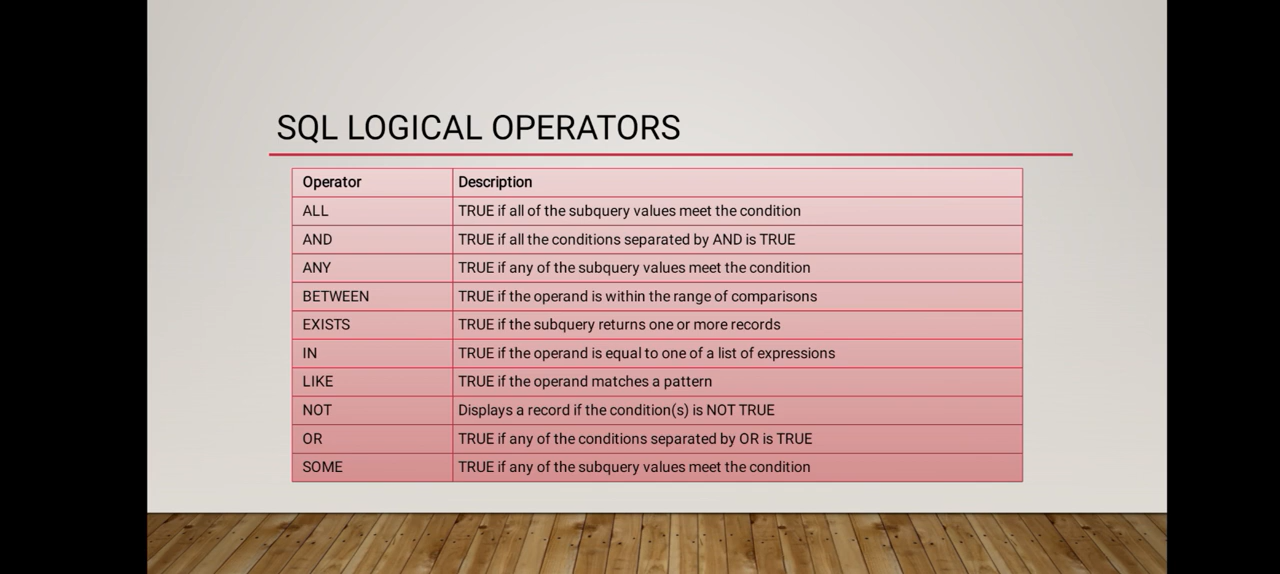 SQL LOGICAL OPERATORS
Operator Description
ALL TRUE if all of the subquery values meet the condition
AND TRUE if all the conditions separated by AND is TRUE
ANY TRUE if any of the subquery values meet the condition
BETWEEN TRUE if the operand is within the range of comparisons
EXISTS TRUE if the subquery returns one or more records
IN TRUE if the operand is equal to one of a list of expressions
LIKE TRUE if the operand matches a pattern
NOT Displays a record if the condition(s) is NOT TRUE
OR TRUE if any of the conditions separated by OR is TRUE
SOME TRUE if any of the subquery values meet the condition